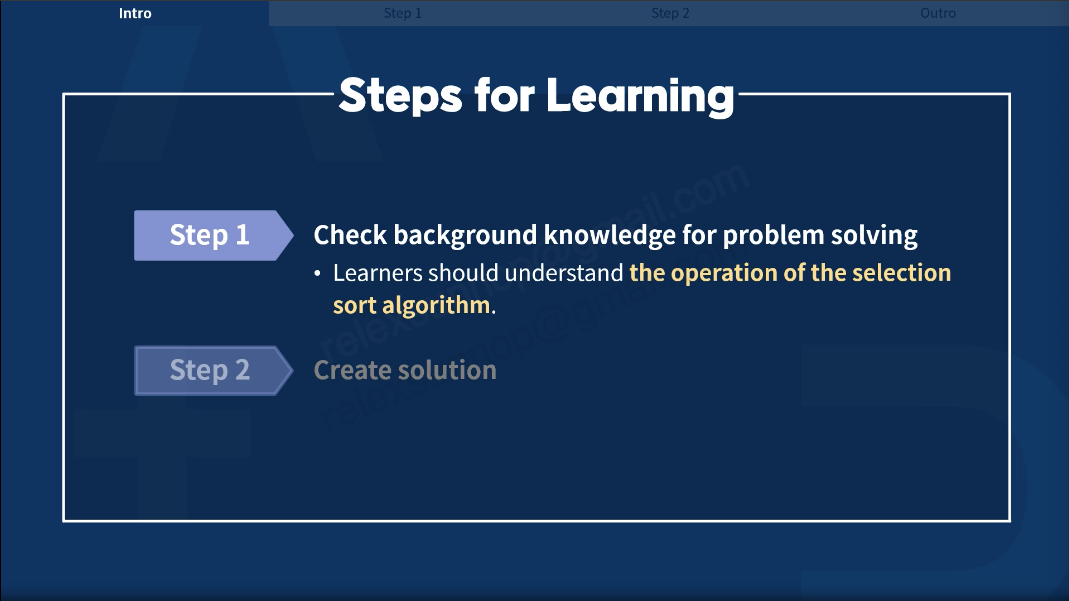 Intro
Step 1
Step 2
Outro
Steps for Learning
Step 1
Check background knowledge for problem solving
• Learners should understand the operation of the selection
sort algorithm.
Step 2
Create solution